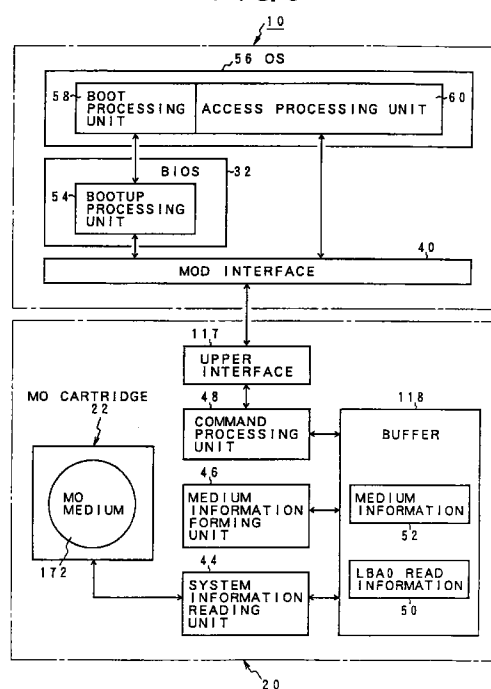 10
56 OS
58
BOOT
PROCESSING
UNIT
ACCESS PROCESSING UNIT
60
BIOS
32
54
BOOTUP
PROCESSING
UNIT
40
MOD INTERFACE
117
UPPER
INTERFACE
MO CARTRIDGE
22
48
COMMAND
PROCESSING
UNIT
118
BUFFER
MO
MEDIUM
172
46
MEDIUM
INFORMATION
FORMING
UNIT
MEDIUM
INFORMATION
52
44
SYSTEM
INFORMATION
READING
UNIT
LBA0 READ
INFORMATION
50
20